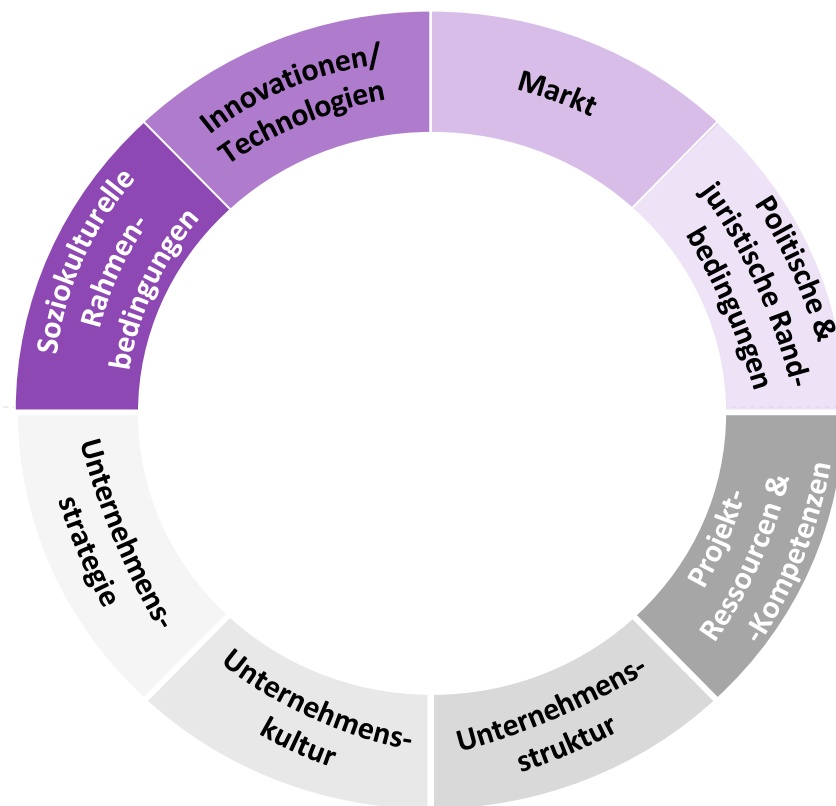 Innovationen/
Technologien
Markt
Politische &
juristische Rand-
bedingungen
Projekt-
Ressourcen &
-Kompetenzen
Unternehmens-
struktur
Unternehmens-
kultur
Unternehmens-
strategie
Soziokulturelle
Rahmen-
bedingungen